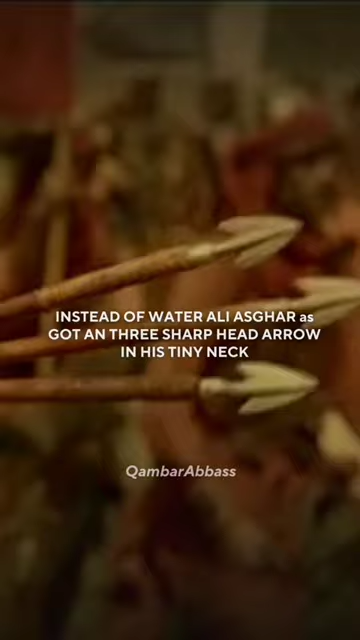 INSTEAD OF WATER ALI ASGHAR as
GOT AN THREE SHARP HEAD ARROW
IN HIS TINY NECK
QambarAbbass